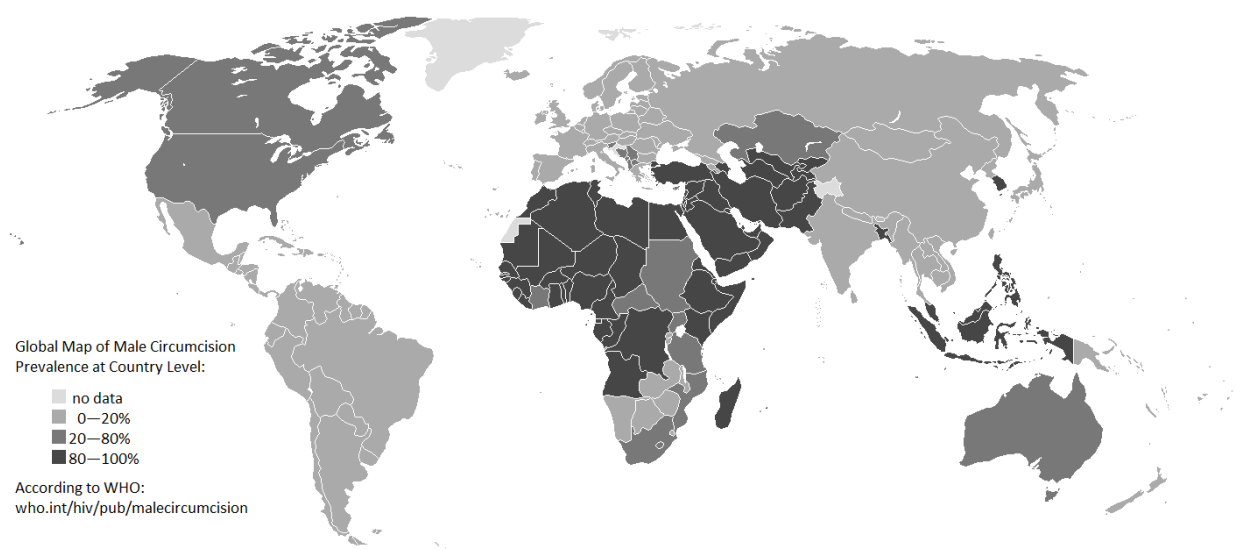 Global Map of Male Circumcision
Prevalence at Country Level:
no data
0—20%
20—80%
80—100%
According to WHO:
who.int/hiv/pub/malecircumcision